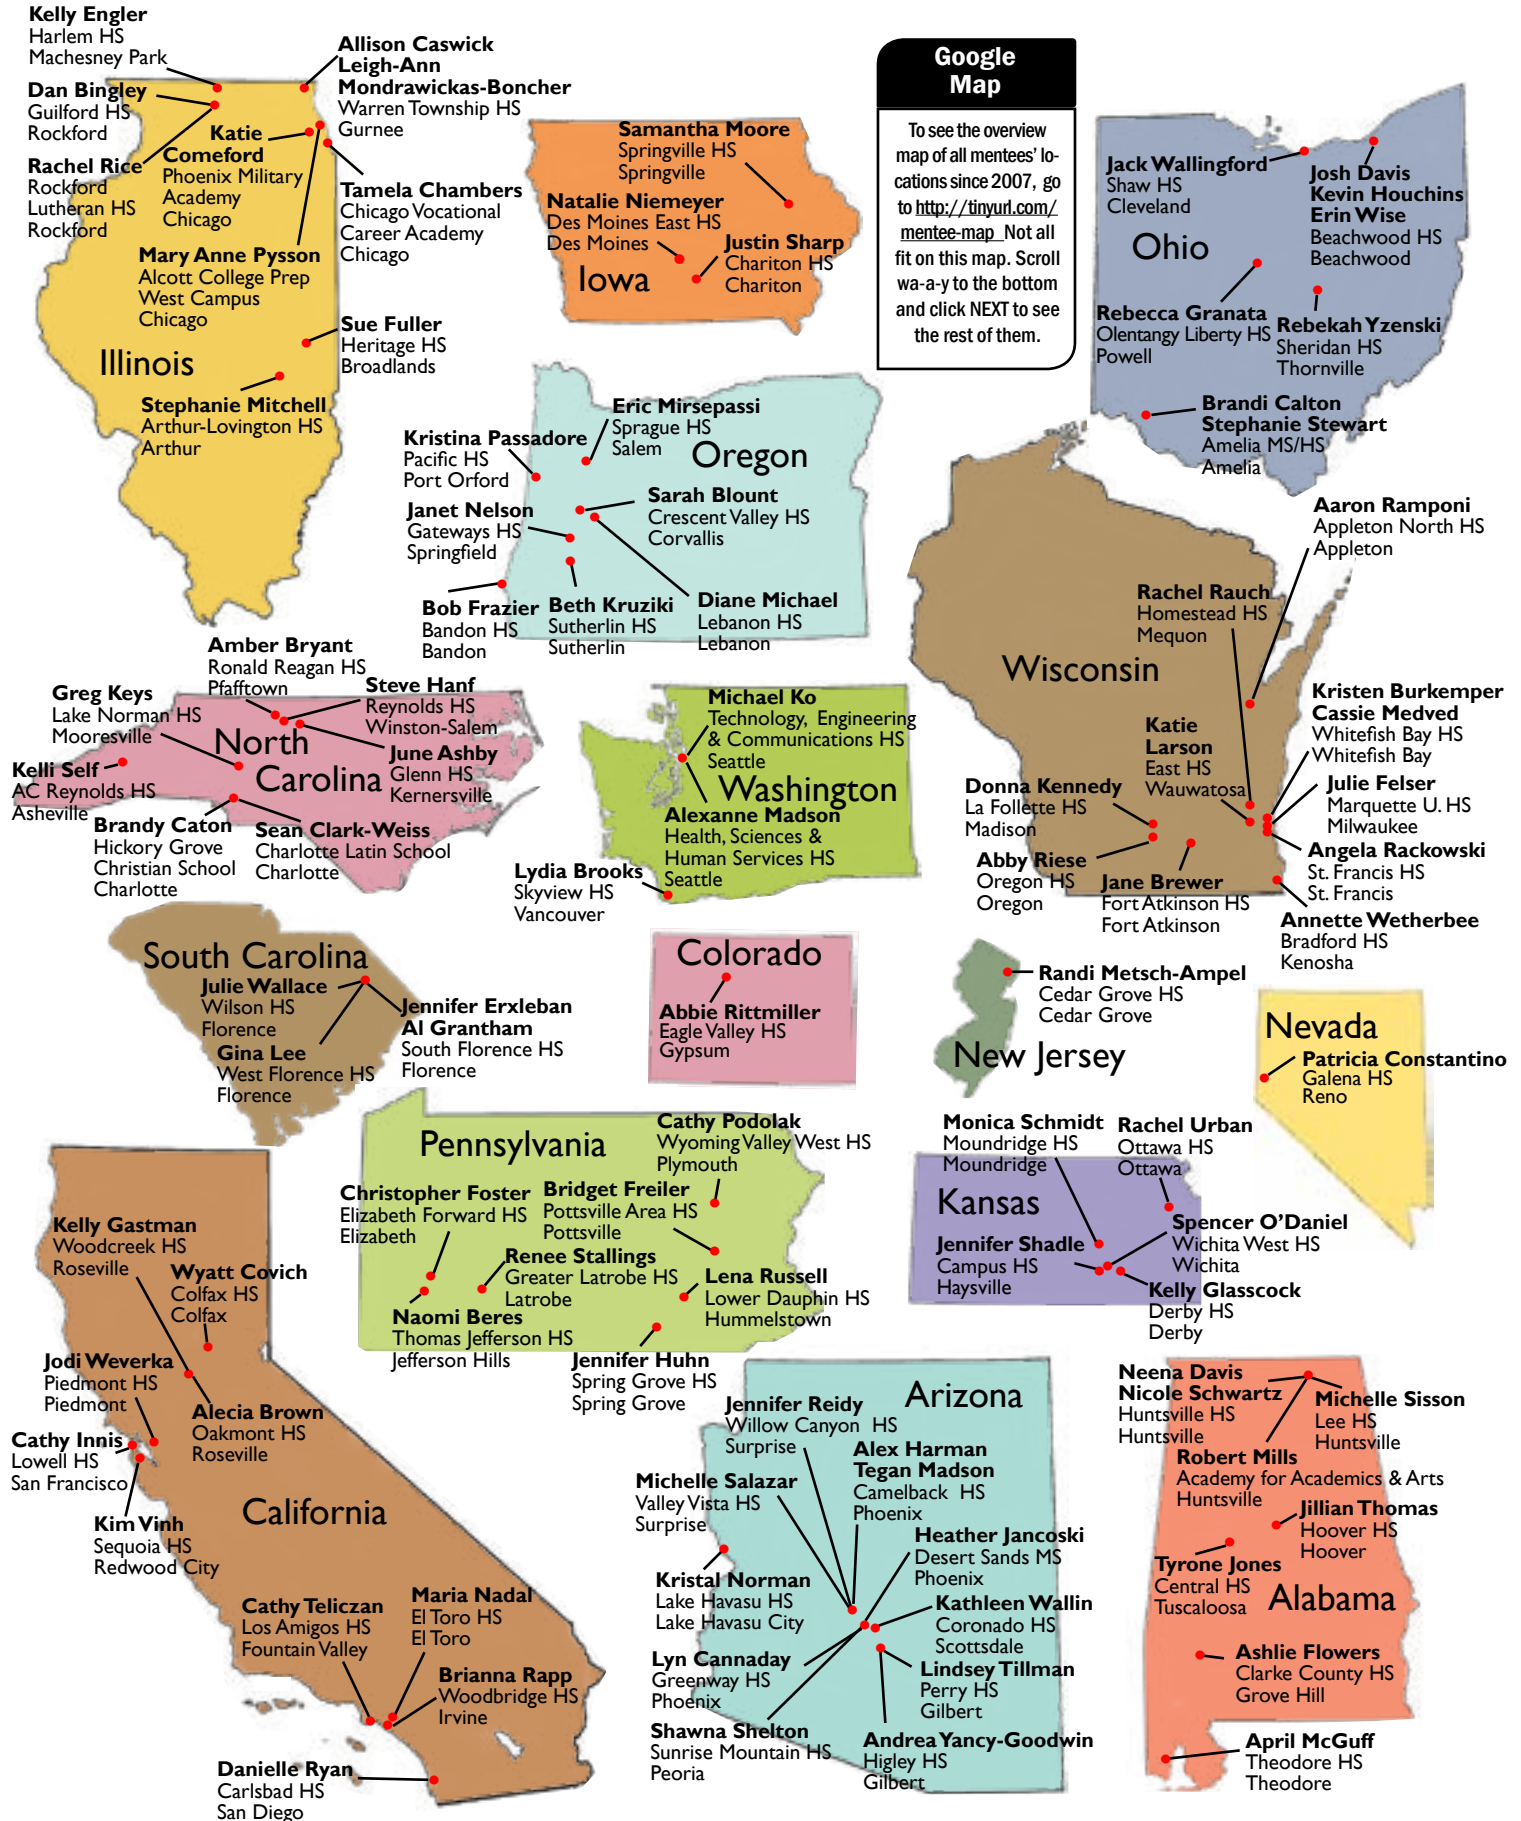 Kelly Engler
Harlem HS
Machesney Park
Dan Bingley
Guilford HS
Rockford
Rachel Rice
Rockford
Lutheran HS
Rockford
Katie
Comeford
Phoenix Military
Academy
Chicago
Mary Anne Pysson
Alcott College Prep
West Campus
Chicago
Allison Caswick
Leigh-Ann
Mondrawickas-Boncher
Warren Township HS
Gurnee
Tamela Chambers
Chicago Vocational
Career Academy
Chicago
Sue Fuller
Heritage HS
Broadlands
Illinois
Stephanie Mitchell
Arthur-Lovington HS
Arthur
Samantha Moore
Springville HS
Springville
Natalie Niemeyer
Des Moines East HS
Des Moines
Justin Sharp
Chariton HS
Chariton
Iowa
Google
Map
To see the overview
map of all mentees' lo-
cations since 2007, go
to http://tinyurl.com/
mentee-map Not all
fit on this map. Scroll
wa-a-y to the bottom
and click NEXT to see
the rest of them.
Jack Wallingford
Shaw HS
Cleveland
Josh Davis
Kevin Houchins
Erin Wise
Beachwood HS
Beachwood
Ohio
Rebecca Granata
Olentangy Liberty HS
Powell
Rebekah Yzenski
Sheridan HS
Thornville
Brandi Calton
Stephanie Stewart
Amelia MS/HS
Amelia
Eric Mirsepassi
Sprague HS
Salem
Kristina Passadore
Pacific HS
Port Orford
Oregon
Sarah Blount
Crescent Valley HS
Corvallis
Janet Nelson
Gateways HS
Springfield
Bob Frazier
Bandon HS
Bandon
Beth Kruziki
Sutherlin HS
Sutherlin
Diane Michael
Lebanon HS
Lebanon
Aaron Ramponi
Appleton North HS
Appleton
Rachel Rauch
Homestead HS
Mequon
Wisconsin
Kristen Burkemper
Cassie Medved
Whitefish Bay HS
Whitefish Bay
Katie
Larson
East HS
Wauwatosa
Julie Felser
Marquette U. HS
Milwaukee
Donna Kennedy
La Follette HS
Madison
Angela Rackowski
St. Francis HS
St. Francis
Abby Riese
Oregon HS
Oregon
Jane Brewer
Fort Atkinson HS
Fort Atkinson
Annette Wetherbee
Bradford HS
Kenosha
Amber Bryant
Ronald Reagan HS
Pfafftown
Greg Keys
Lake Norman HS
Mooresville
Steve Hanf
Reynolds HS
Winston-Salem
North
Carolina
June Ashby
Glenn HS
Kernersville
Kelli Self
AC Reynolds HS
Asheville
Brandy Caton
Hickory Grove
Christian School
Charlotte
Sean Clark-Weiss
Charlotte Latin School
Charlotte
Michael Ko
Technology, Engineering
& Communications HS
Seattle
Washington
Alexanne Madson
Health, Sciences &
Human Services HS
Seattle
Lydia Brooks
Skyview HS
Vancouver
South Carolina
Julie Wallace
Wilson HS
Florence
Jennifer Erxleban
Al Grantham
South Florence HS
Florence
Gina Lee
West Florence HS
Florence
Colorado
Abbie Rittmiller
Eagle Valley HS
Gypsum
Randi Metsch-Ampel
Cedar Grove HS
Cedar Grove
New Jersey
Nevada
Patricia Constantino
Galena HS
Reno
Pennsylvania
Cathy Podolak
Wyoming Valley West HS
Plymouth
Christopher Foster
Elizabeth Forward HS
Elizabeth
Bridget Freiler
Pottsville Area HS
Pottsville
Renee Stallings
Greater Latrobe HS
Latrobe
Lena Russell
Lower Dauphin HS
Hummelstown
Naomi Beres
Thomas Jefferson HS
Jefferson Hills
Jennifer Huhn
Spring Grove HS
Spring Grove
Monica Schmidt
Moundridge HS
Moundridge
Rachel Urban
Ottawa HS
Ottawa
Kansas
Spencer O'Daniel
Wichita West HS
Wichita
Jennifer Shadle
Campus HS
Haysville
Kelly Glasscock
Derby HS
Derby
Kelly Gastman
Woodcreek HS
Roseville
Wyatt Covich
Colfax HS
Colfax
Jodi Weverka
Piedmont HS
Piedmont
Alecia Brown
Oakmont HS
Roseville
Cathy Innis
Lowell HS
San Francisco
Kim Vinh
Sequoia HS
Redwood City
California
Cathy Teliczan
Los Amigos HS
Fountain Valley
Maria Nadal
El Toro HS
El Toro
Brianna Rapp
Woodbridge HS
Irvine
Danielle Ryan
Carlsbad HS
San Diego
Arizona
Jennifer Reidy
Willow Canyon HS
Surprise
Alex Harman
Tegan Madson
Camelback HS
Phoenix
Michelle Salazar
Valley Vista HS
Surprise
Heather Jancoski
Desert Sands MS
Phoenix
Kristal Norman
Lake Havasu HS
Lake Havasu City
Kathleen Wallin
Coronado HS
Scottsdale
Lyn Cannaday
Greenway HS
Phoenix
Lindsey Tillman
Perry HS
Gilbert
Shawna Shelton
Sunrise Mountain HS
Peoria
Andrea Yancy-Goodwin
Higley HS
Gilbert
Neena Davis
Nicole Schwartz
Huntsville HS
Huntsville
Michelle Sisson
Lee HS
Huntsville
Robert Mills
Academy for Academics & Arts
Huntsville
Jillian Thomas
Hoover HS
Hoover
Tyrone Jones
Central HS
Tuscaloosa
Alabama
Ashlie Flowers
Clarke County HS
Grove Hill
April McGuff
Theodore HS
Theodore